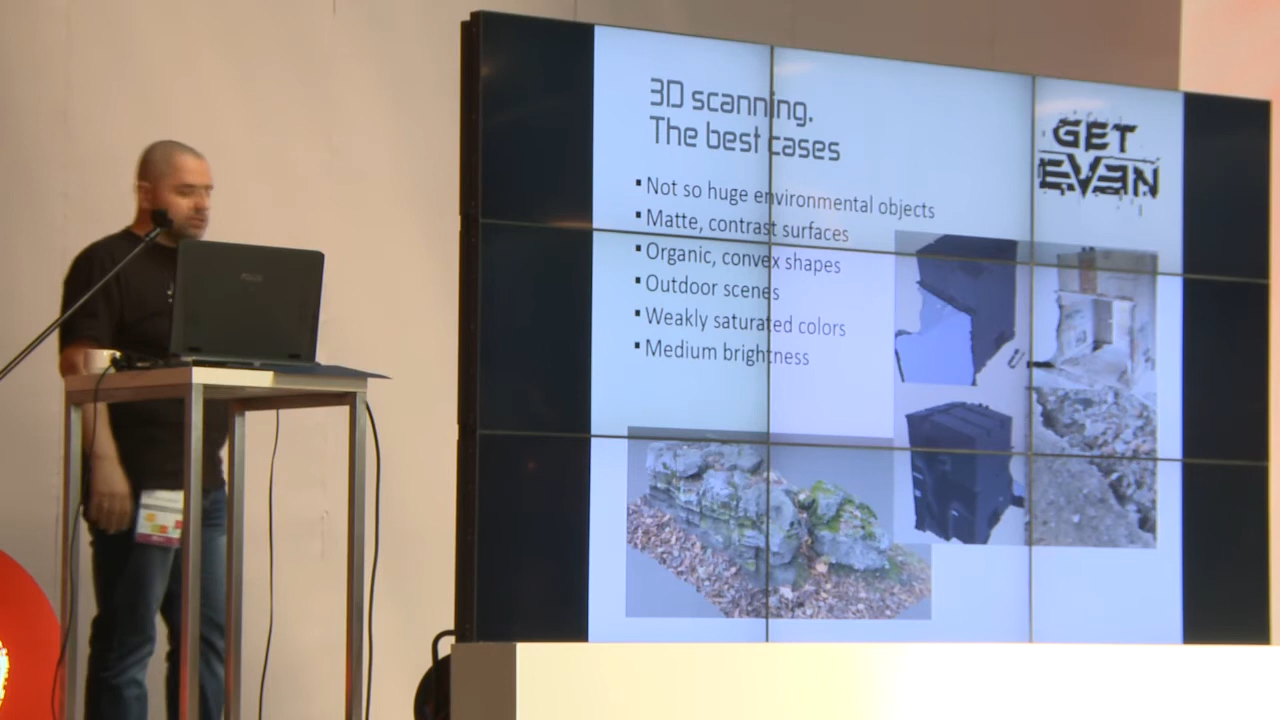 3D scanning.
The best cases
GET
EVEN
▪ Not so huge environmental objects
▪ Matte, contrast surfaces
▪ Organic, convex shapes
▪ Outdoor scenes
▪ Weakly saturated colors
▪ Medium brightness